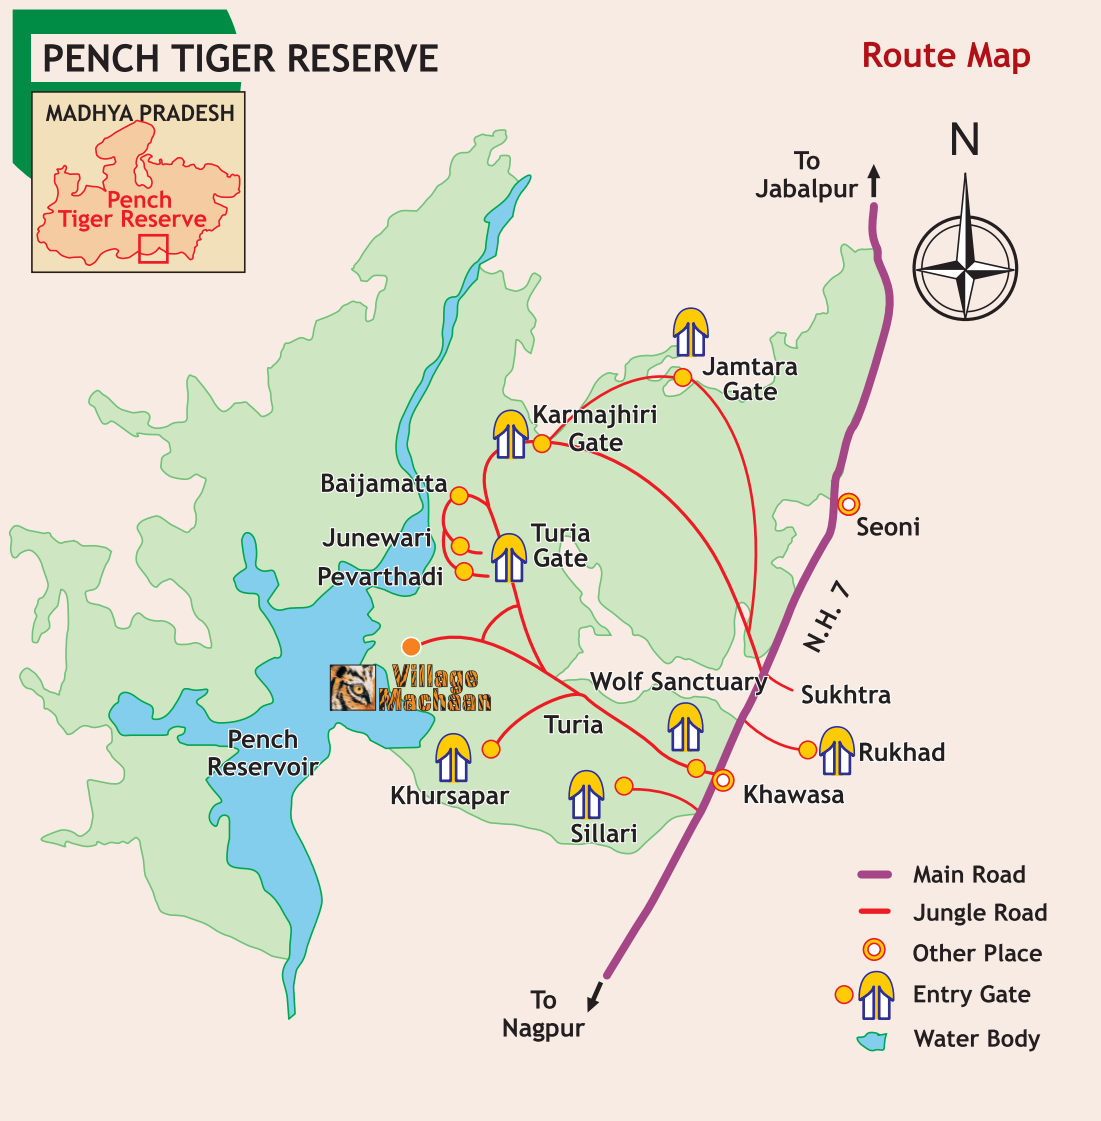 PENCH TIGER RESERVE
Route Map
MADHYA PRADESH
Pench
Tiger Reserve
N
To
Jabalpur
Jamtara
Gate
Karmajhiri
Gate
Baijamatta
Seoni
Junewari
Turia
Gate
Pevarthadi
N.H. 7
Village
Machaan
Wolf Sanctuary
Sukhtra
Turia
Pench
Reservoir
Rukhad
Khursapar
Khawasa
Sillari
Main Road
Jungle Road
Other Place
Entry Gate
Water Body
To
Nagpur